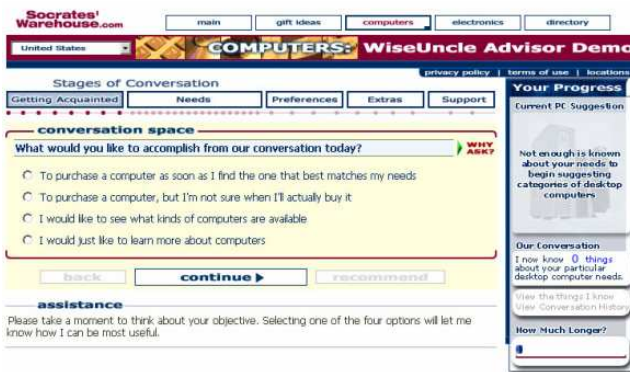 Socrates'
Warehouse.com
main
gift ideas
computers
electronics
directory
United States
COMPUTERS:
WiseUncle Advisor Demo
privacy policy | terms of use | locations
Stages of Conversation
Getting Acquainted
Needs
Preferences
Extras
Support
conversation space
What would you like to accomplish from our conversation today?
WHY
ASK?
To purchase a computer as soon as I find the one that best matches my needs
To purchase a computer, but I'm not sure when I'll actually buy it
I would like to see what kinds of computers are available
I would just like to learn more about computers
back
continue
recommend
assistance
Please take a moment to think about your objective. Selecting one of the four options will let me
know how I can be most useful.
Your Progress
Current PC Suggestion
Not enough is known
about your needs to
begin suggesting
categories of desktop
computers
Our Conversation
I now know 0 things
about your particular
desktop computer needs.
View the things I know
View Conversation History
How Much Longer?